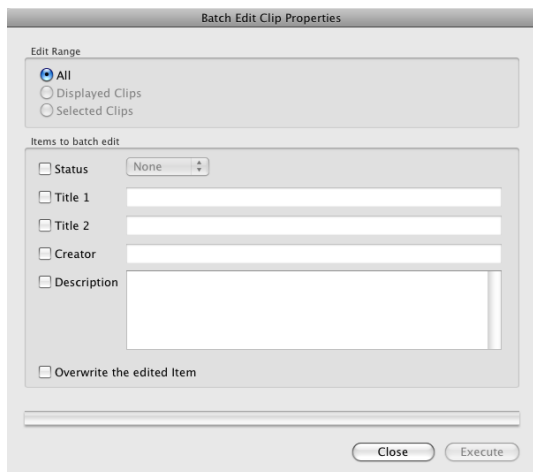 Batch Edit Clip Properties
Edit Range
All
Displayed Clips
Selected Clips
Items to batch edit
Status None
Title 1
Title 2
Creator
Description
Overwrite the edited Item
Close Execute